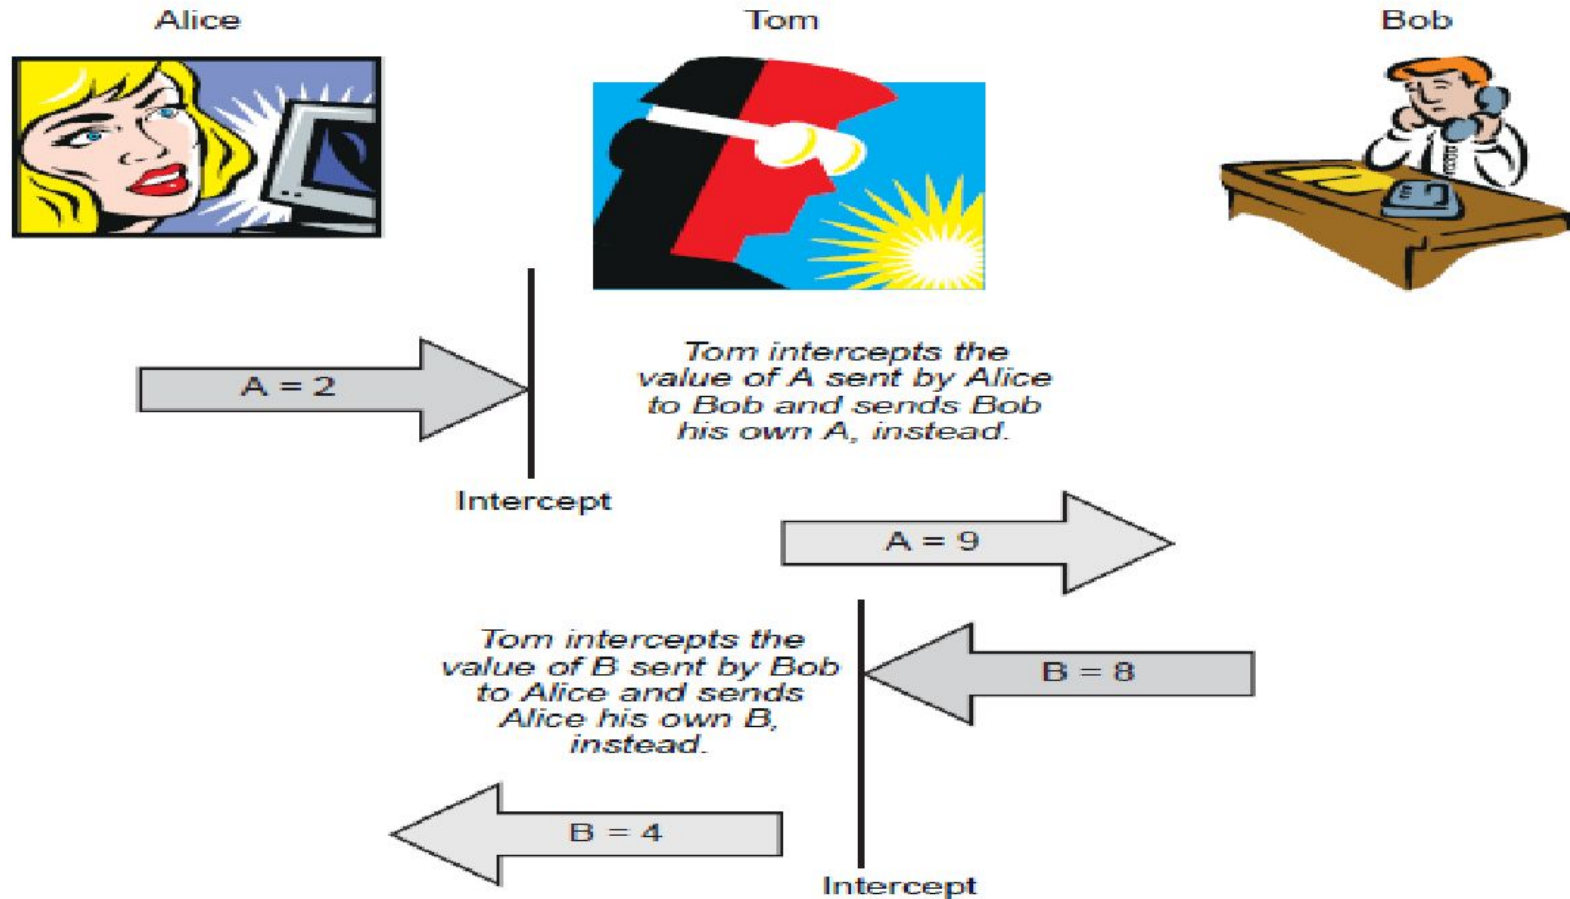 Alice
Tom
Bob
A = 2
Tom intercepts the
value of A sent by Alice
to Bob and sends Bob
his own A, instead.
Intercept
A = 9
Tom intercepts the
value of B sent by Bob
to Alice and sends
Alice his own B,
instead.
B = 8
B = 4
Intercept